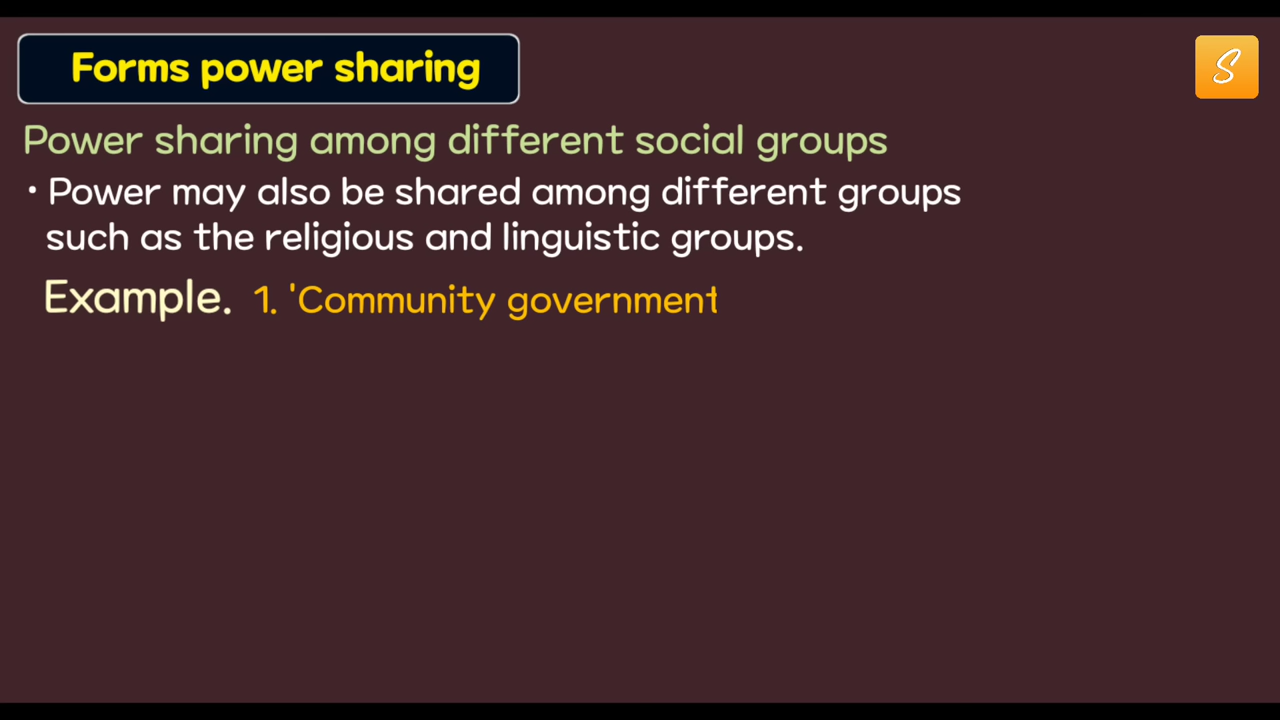 Forms power sharing
S
Power sharing among different social groups
• Power may also be shared among different groups
such as the religious and linguistic groups.
Example. 1. 'Community government